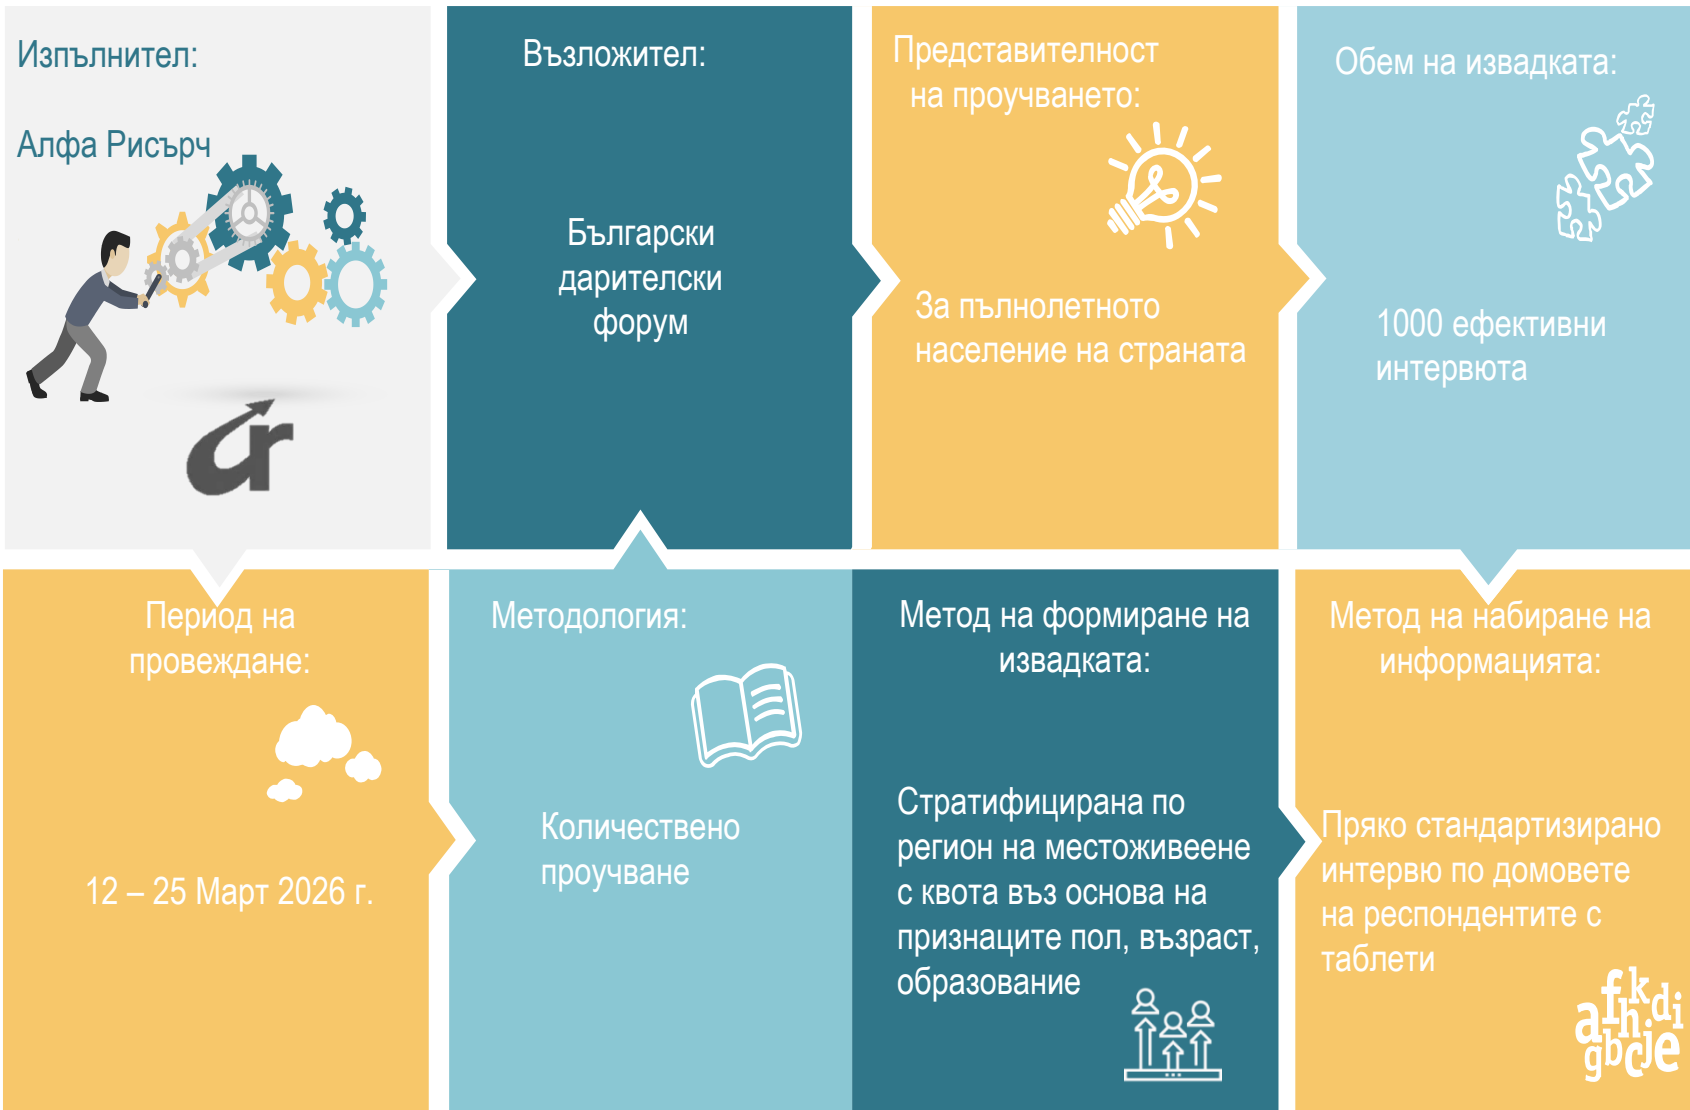 Изпълнител:
Алфа Рисърч
Възложител:
Български
дарителски
форум
Представителност
на проучването:
За пълнолетното
население на страната
Обем на извадката:
1000 ефективни
интервюта
Период на
провеждане:
12 – 25 Март 2026 г.
Методология:
Количествено
проучване
Метод на формиране на
извадката:
Стратифицирана по
регион на местоживеене
с квота въз основа на
признаците пол, възраст,
образование
Метод на набиране на
информацията:
Пряко стандартизирано
интервю по домовете
на респондентите с
таблети